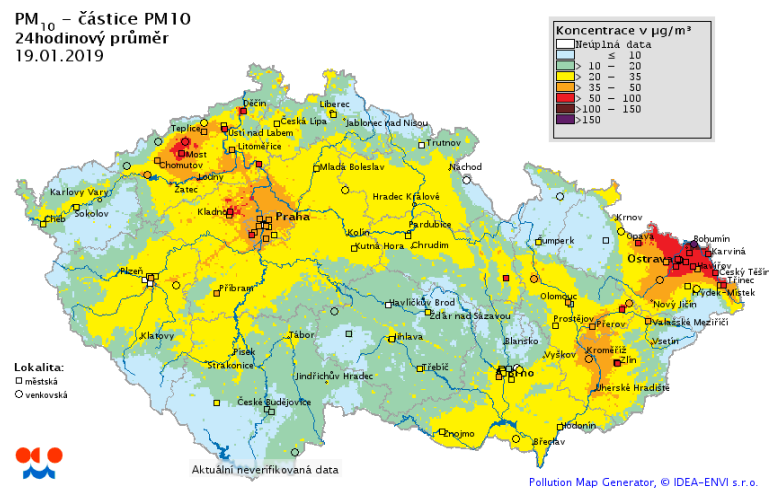 PM10 – částice PM10
24hodinový průměr
19.01.2019
Koncentrace v µg/m³
Neúplná data
≤ 10
> 10 – 20
> 20 – 35
> 35 – 50
> 50 – 100
>100 – 150
>150
Děčín
Liberec
Teplice
Ústí nad Labem
Česká Lípa
Jablonec nad Nisou
Most
Litoměřice
Trutnov
Chomutov
Mladá Boleslav
Náchod
Louny
Karlovy Vary
Žatec
Hradec Králové
Sokolov
Cheb
Kladno
Praha
Krnov
Kolín
Pardubice
Opava
Bohumín
Kutná Hora
Chrudim
Šumperk
Karviná
Ostrava
Havířov
Plzeň
Český Těšín
Třinec
Příbram
Olomouc
Frýdek-Místek
Havlíčkův Brod
Nový Jičín
Žďár nad Sázavou
Prostějov
Přerov
Valašské Meziříčí
Klatovy
Tábor
Jihlava
Blansko
Vsetín
Písek
Vyškov
Kroměříž
Strakonice
Třebíč
Zlín
Lokalita:
Jindřichův Hradec
Brno
městská
Uherské Hradiště
venkovská
České Budějovice
Hodonín
Znojmo
Břeclav
Aktuální neverifikovaná data
Pollution Map Generator, © IDEA-ENVI s.r.o.